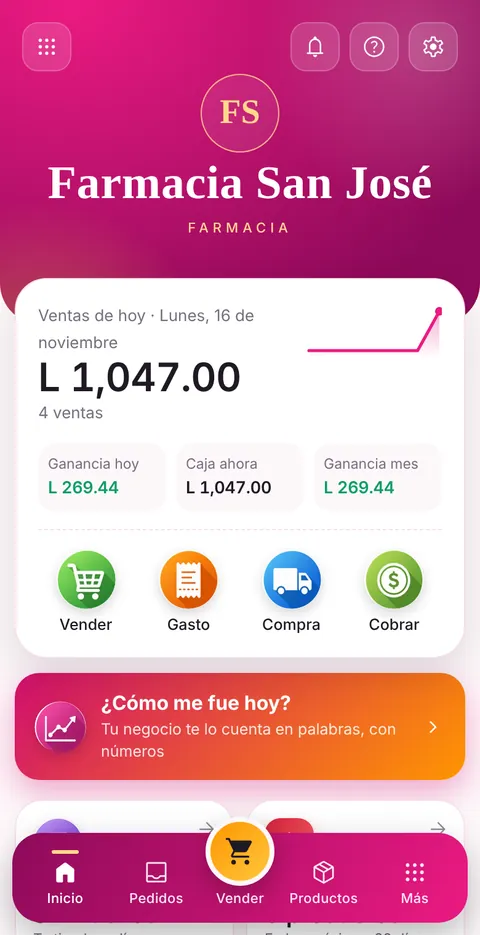 FS
Farmacia San José
FARMACIA
Ventas de hoy · Lunes, 16 de
noviembre
L 1,047.00
4 ventas
Ganancia hoy
Caja ahora
Ganancia mes
L 269.44
L 1,047.00
L 269.44
Vender
Gasto
Compra
Cobrar
¿Cómo me fue hoy?
Tu negocio te lo cuenta en palabras, con
números
Inicio
Pedidos
Vender
Productos
Más